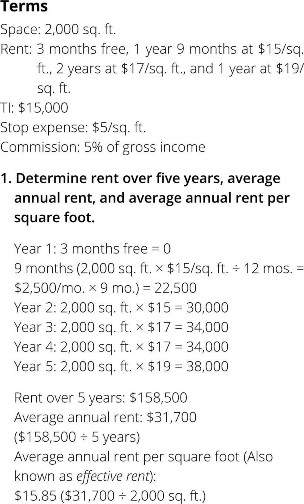 Terms
Space: 2,000 sq. ft.
Rent: 3 months free, 1 year 9 months at $15/sq.
ft., 2 years at $17/sq. ft., and 1 year at $19/
sq. ft.
TI: $15,000
Stop expense: $5/sq. ft.
Commission: 5% of gross income
1. Determine rent over five years, average
annual rent, and average annual rent per
square foot.
Year 1: 3 months free = 0
9 months (2,000 sq. ft. × $15/sq. ft. ÷ 12 mos. =
$2,500/mo. × 9 mo.) = 22,500
Year 2: 2,000 sq. ft. × $15 = 30,000
Year 3: 2,000 sq. ft. × $17 = 34,000
Year 4: 2,000 sq. ft. × $17 = 34,000
Year 5: 2,000 sq. ft. × $19 = 38,000
Rent over 5 years: $158,500
Average annual rent: $31,700
($158,500 ÷ 5 years)
Average annual rent per square foot (Also
known as effective rent):
$15.85 ($31,700 ÷ 2,000 sq. ft.)